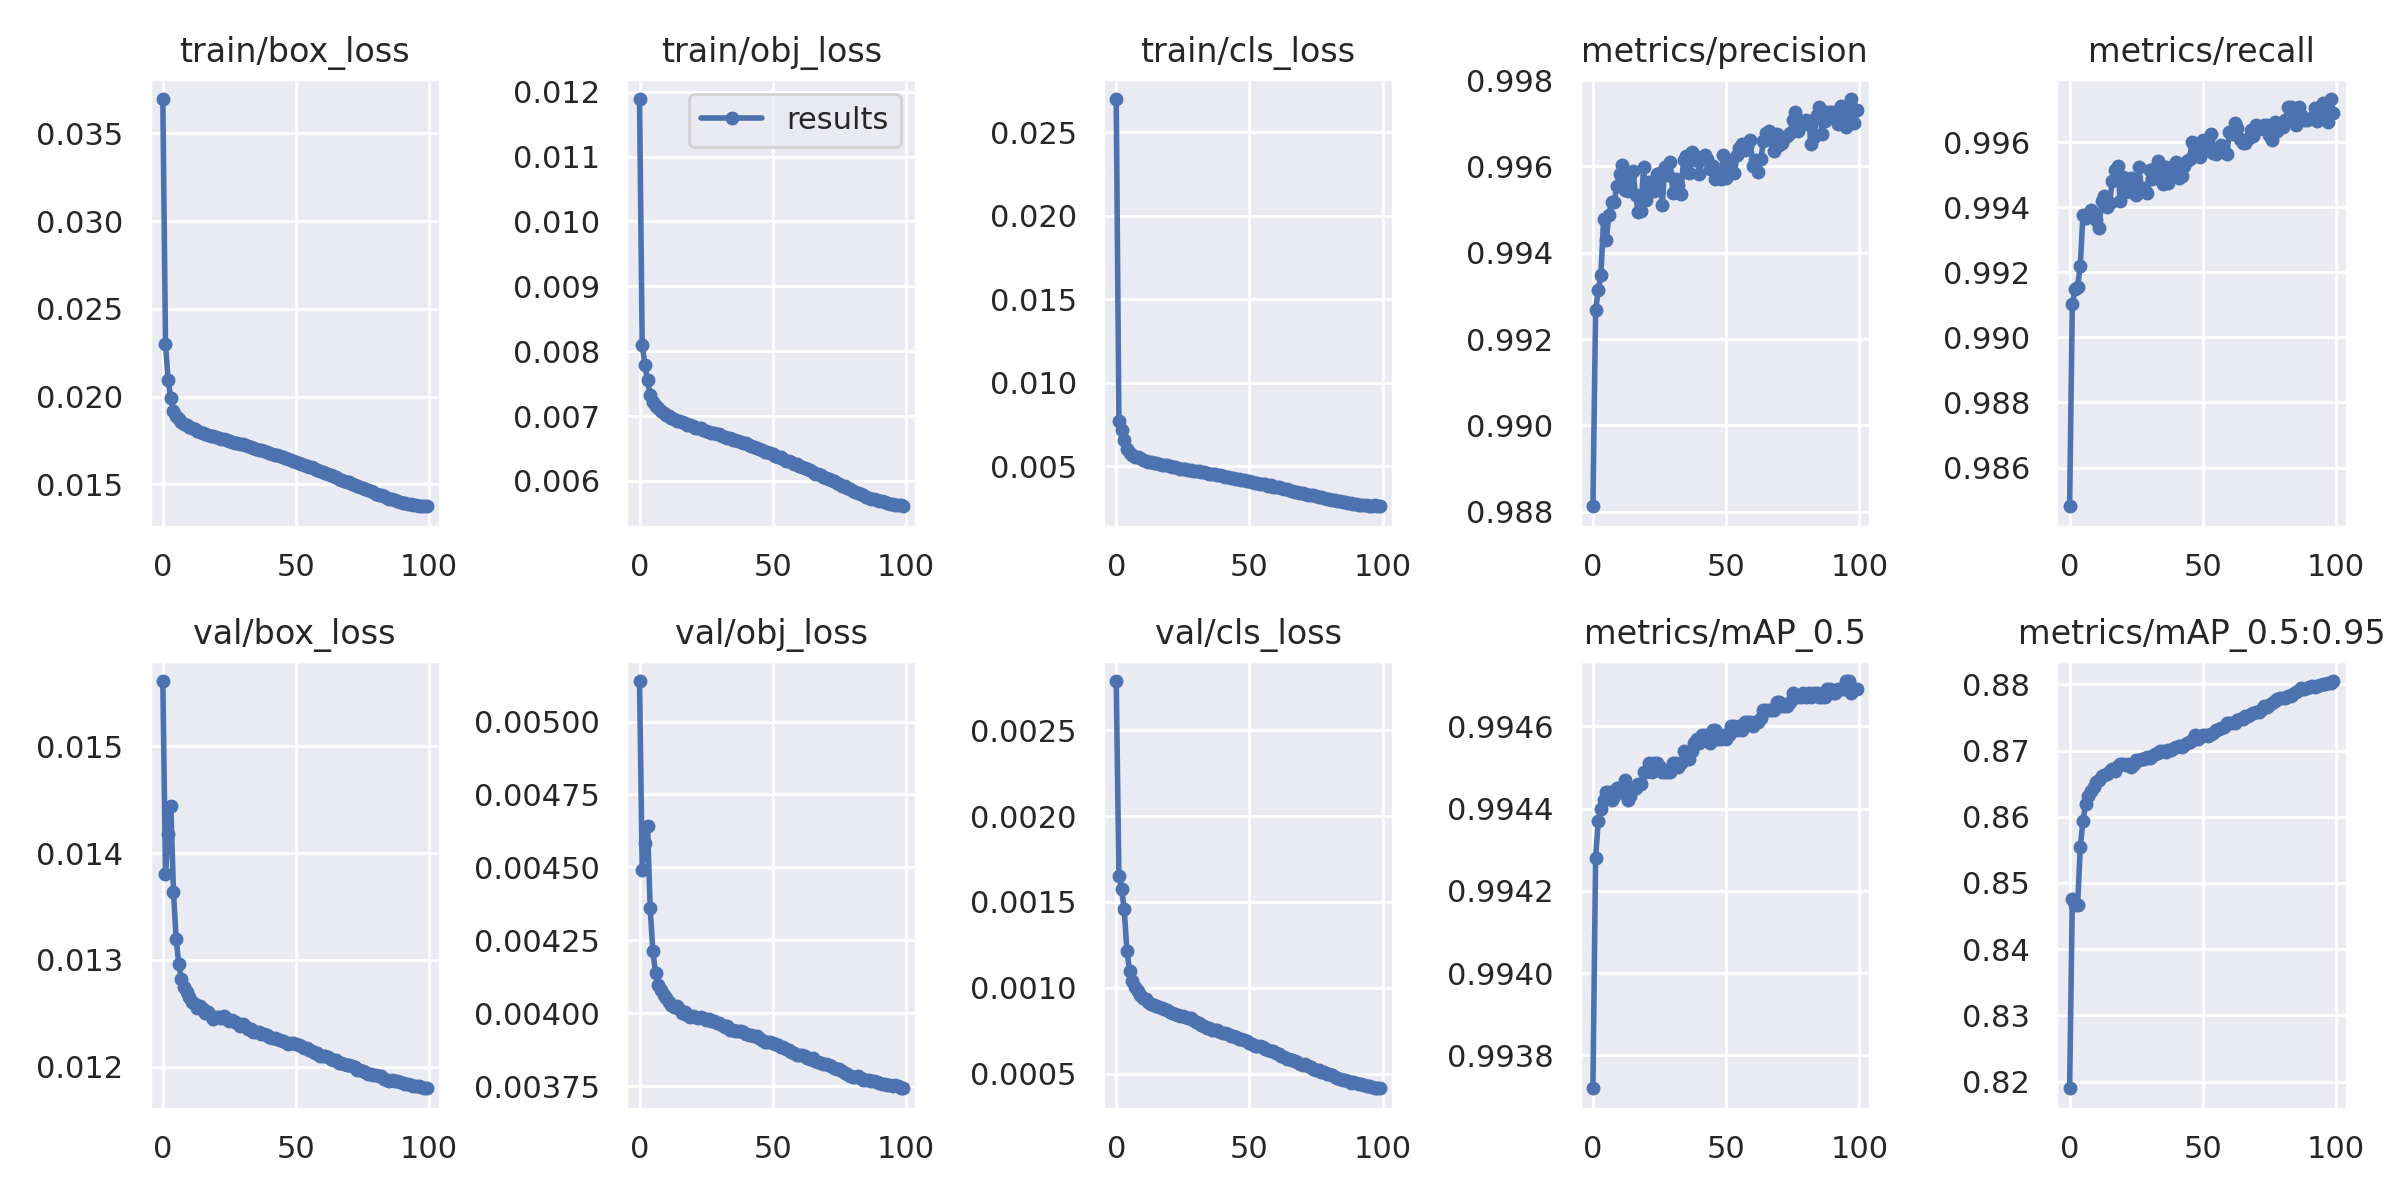 train/box_loss
0.035
0.030
0.025
0.020
0.015
0 50 100
train/obj_loss
results
0.012
0.011
0.010
0.009
0.008
0.007
0.006
0 50 100
train/cls_loss
0.025
0.020
0.015
0.010
0.005
0 50 100
metrics/precision
0.998
0.996
0.994
0.992
0.990
0.988
0 50 100
metrics/recall
0.996
0.994
0.992
0.990
0.988
0.986
0 50 100
val/box_loss
0.015
0.014
0.013
0.012
0 50 100
val/obj_loss
0.00500
0.00475
0.00450
0.00425
0.00400
0.00375
0 50 100
val/cls_loss
0.0025
0.0020
0.0015
0.0010
0.0005
0 50 100
metrics/mAP_0.5
0.9946
0.9944
0.9942
0.9940
0.9938
0 50 100
metrics/mAP_0.5:0.95
0.88
0.87
0.86
0.85
0.84
0.83
0.82
0 50 100